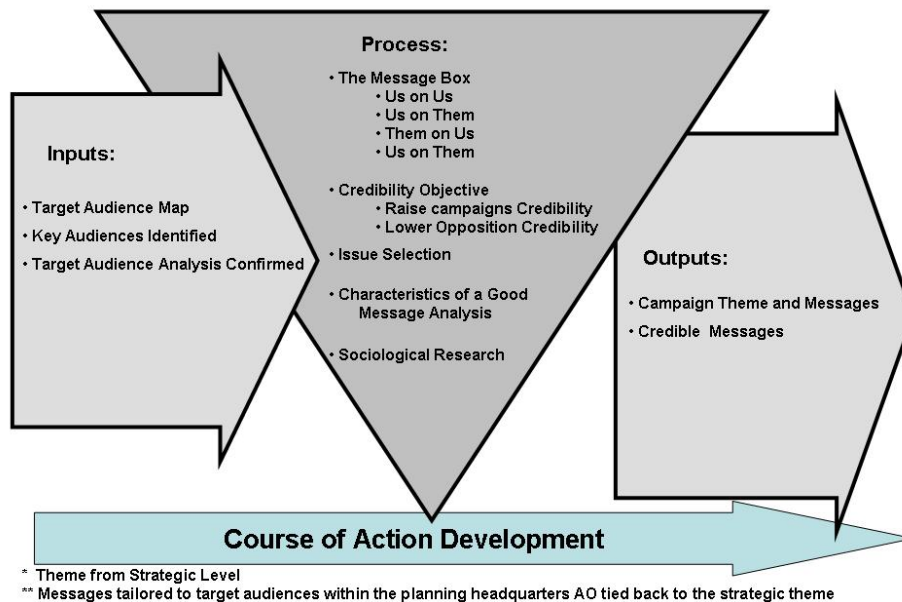 Process:
• The Message Box
• Us on Us
• Us on Them
• Them on Us
• Us on Them
• Credibility Objective
• Raise campaigns Credibility
• Lower Opposition Credibility
• Issue Selection
• Characteristics of a Good
Message Analysis
• Sociological Research
Inputs:
• Target Audience Map
• Key Audiences Identified
• Target Audience Analysis Confirmed
Outputs:
• Campaign Theme and Messages
• Credible Messages
Course of Action Development
* Theme from Strategic Level
** Messages tailored to target audiences within the planning headquarters AO tied back to the strategic theme